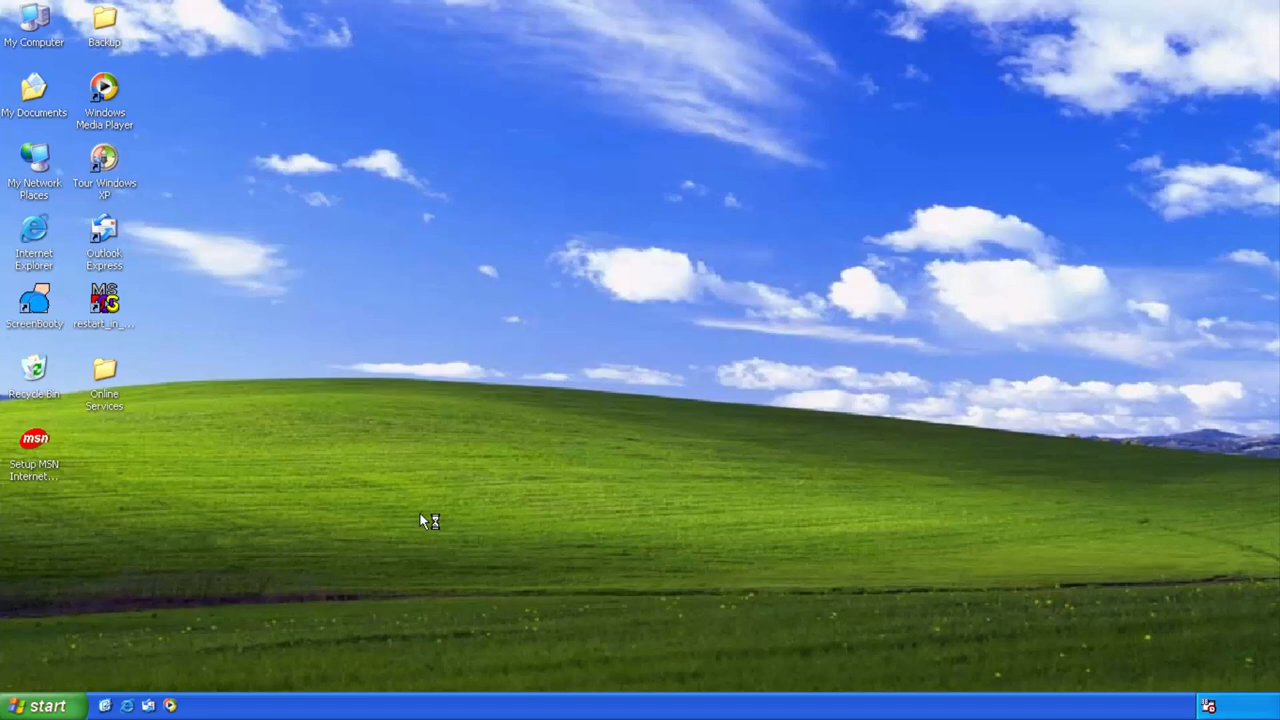 My Computer
Backup
My Documents
Windows
Media Player
My Network
Places
Tour Windows
XP
Internet
Explorer
Outlook
Express
ScreenBooty
MS
restart_in_...
Recycle Bin
Online
Services
msn
Setup MSN
Internet...
start